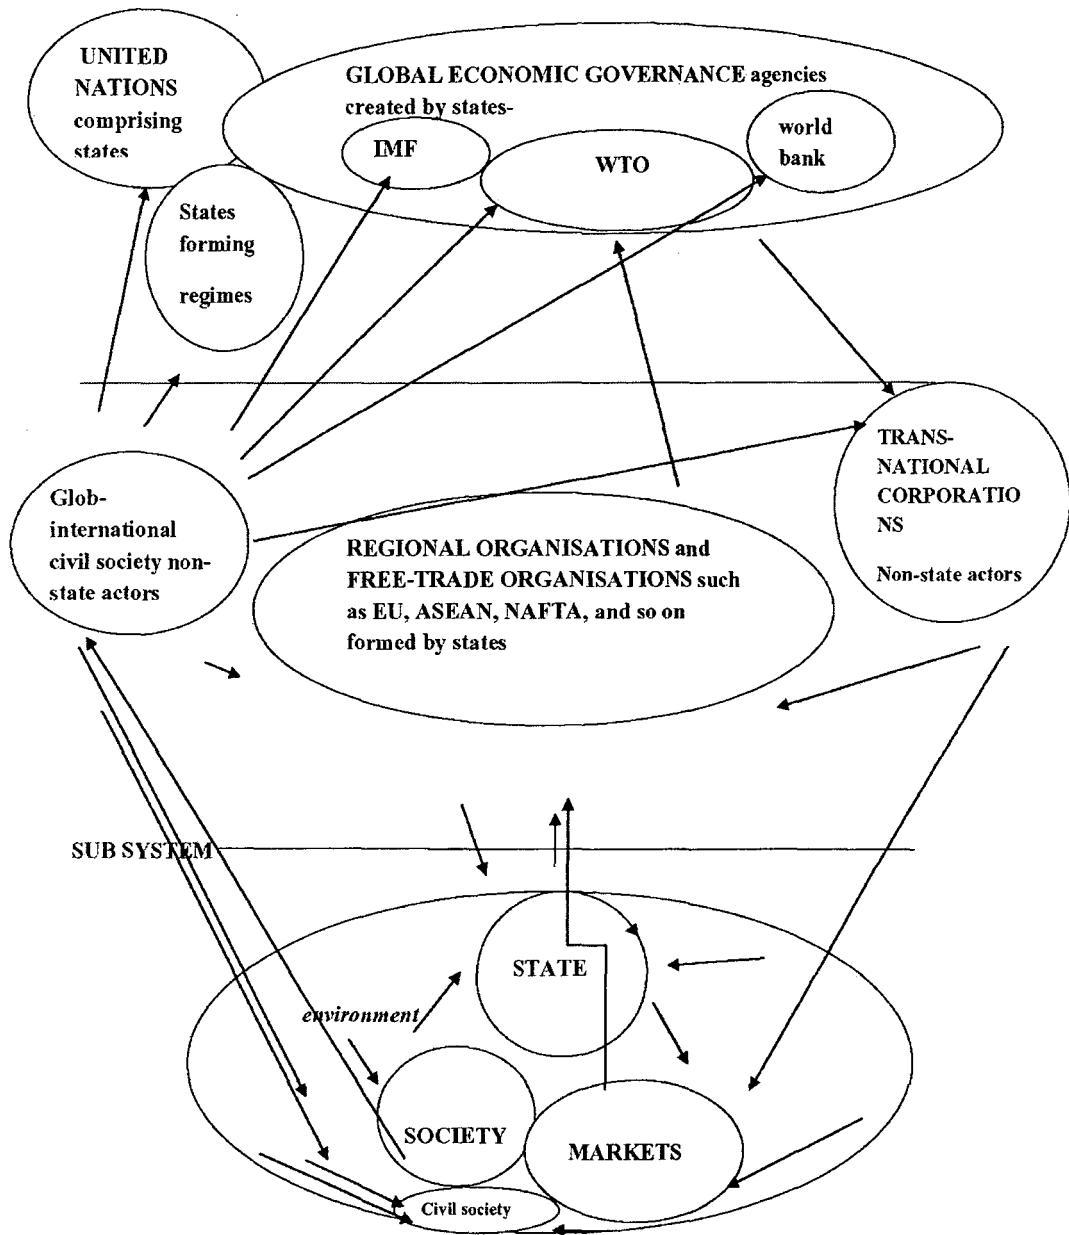 UNITED
NATIONS
comprising
states
GLOBAL ECONOMIC GOVERNANCE agencies
created by states-
IMF
WTO
world
bank
States
forming
regimes
Glob-
international
civil society non-
state actors
TRANS-
NATIONAL
CORPORATIO
NS
Non-state actors
REGIONAL ORGANISATIONS and
FREE-TRADE ORGANISATIONS such
as EU, ASEAN, NAFTA, and so on
formed by states
SUB SYSTEM
STATE
environment
SOCIETY
MARKETS
Civil society